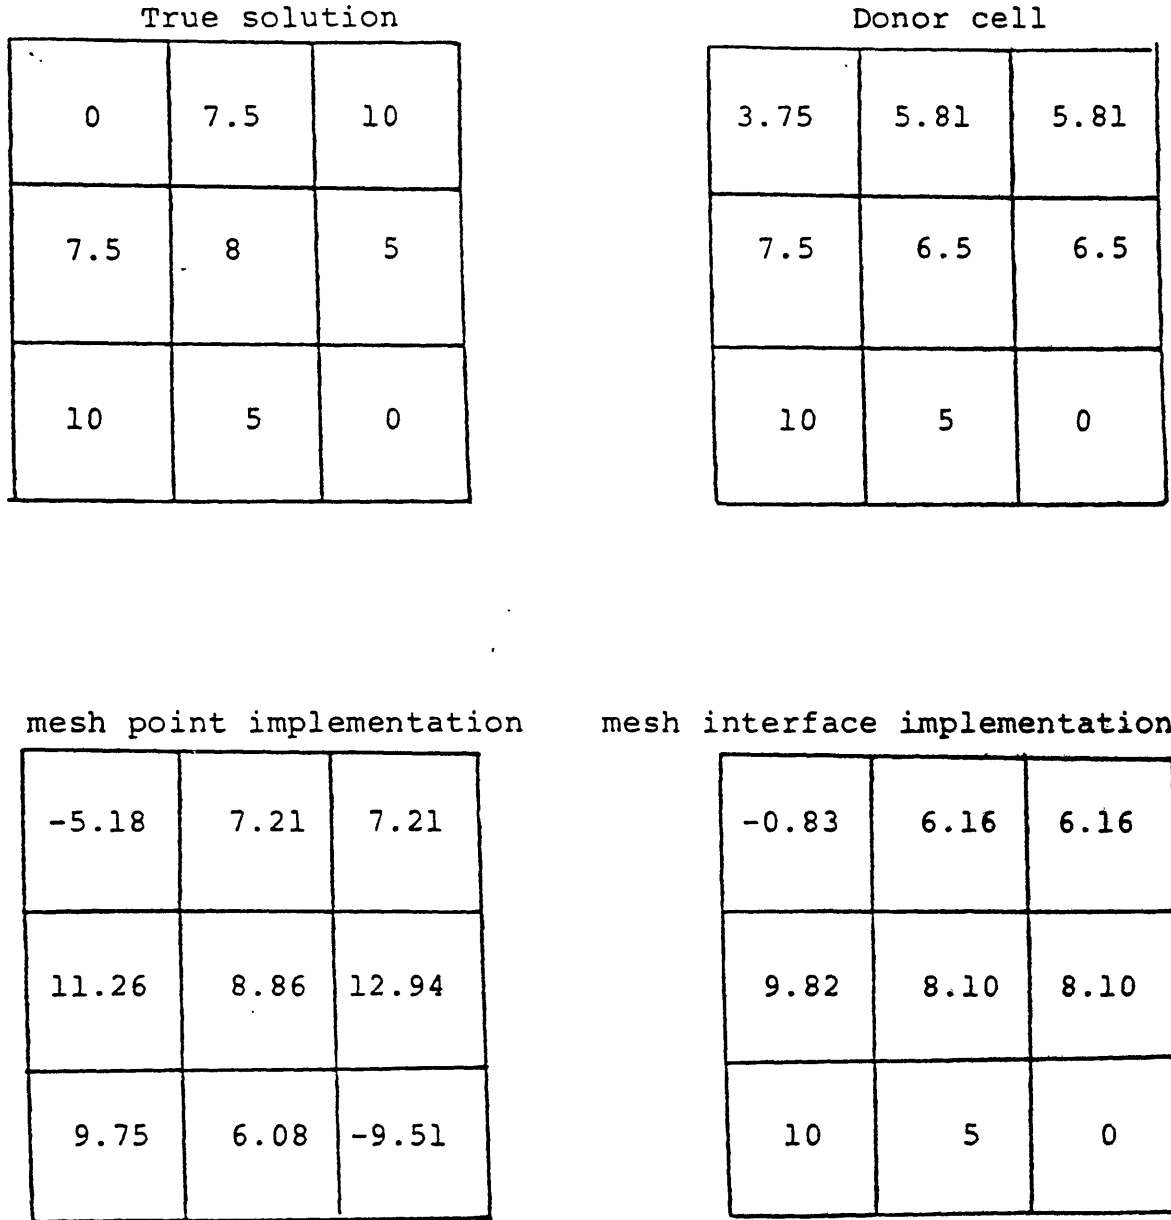 True solution
0 7.5 10
7.5 8 5
10 5 0
Donor cell
3.75 5.81 5.81
7.5 6.5 6.5
10 5 0
mesh point implementation
-5.18 7.21 7.21
11.26 8.86 12.94
9.75 6.08 -9.51
mesh interface implementation
-0.83 6.16 6.16
9.82 8.10 8.10
10 5 0